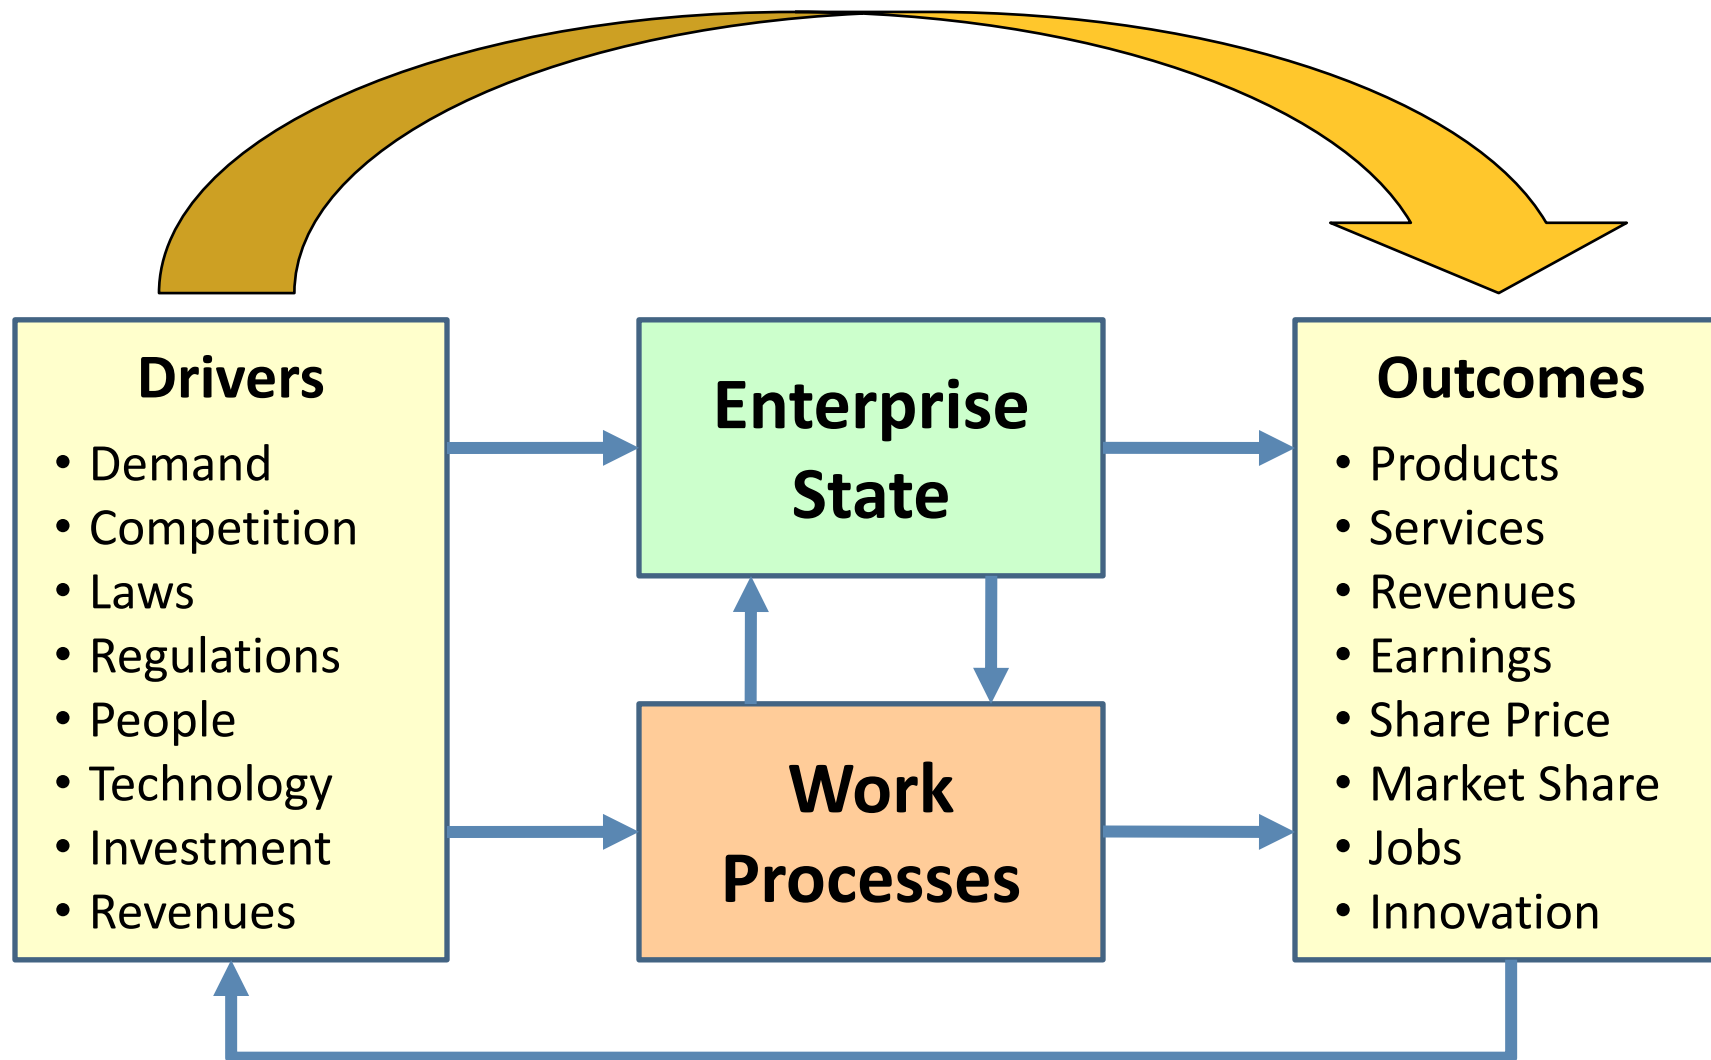 Drivers
• Demand
• Competition
• Laws
• Regulations
• People
• Technology
• Investment
• Revenues
Enterprise
State
Work
Processes
Outcomes
• Products
• Services
• Revenues
• Earnings
• Share Price
• Market Share
• Jobs
• Innovation